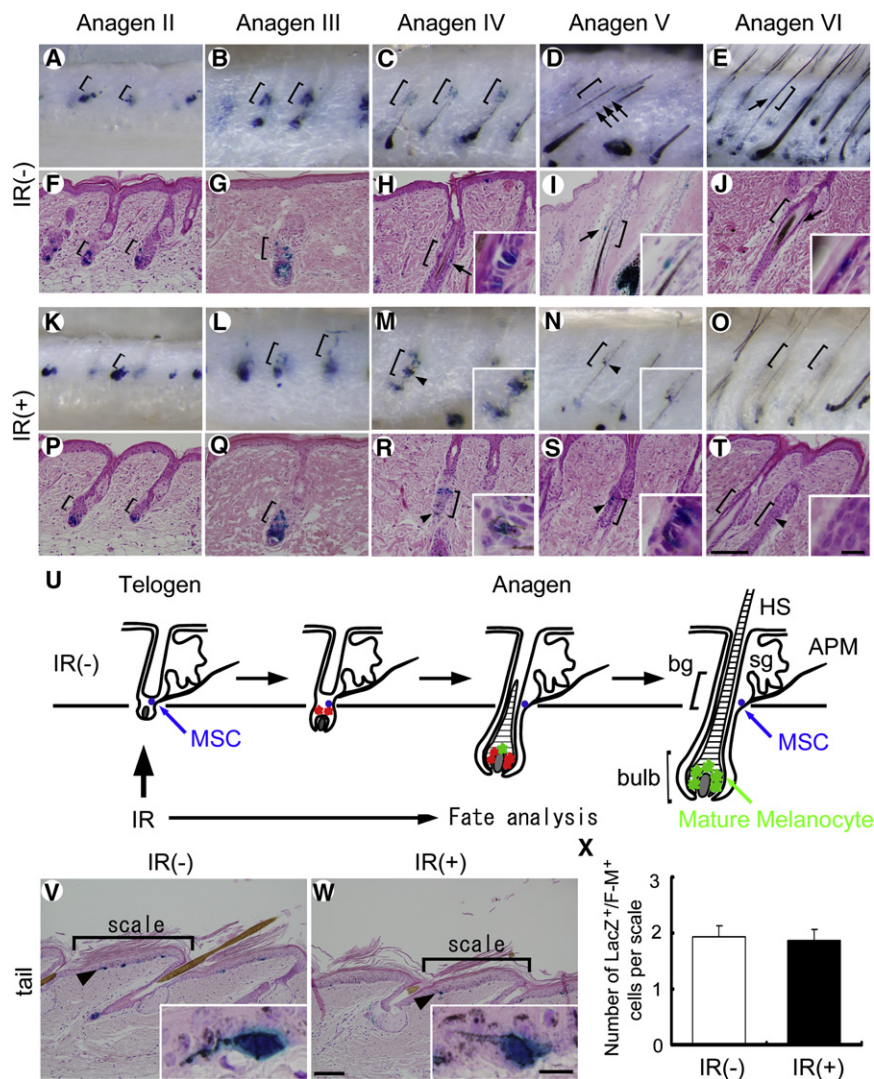 Anagen II Anagen III Anagen IV Anagen V Anagen VI
A B C D E
IR(-)
F G H I J
K L M N O
IR(+)
P Q R S T
U
Telogen Anagen
HS
IR(-) bg sg APM
MSC MSC
bulb
IR Fate analysis Mature Melanocyte
IR(-) IR(+) X
V W
scale scale
tail
Number of LacZ+/F-M+
cells per scale
3
2
1
0
IR(-) IR(+)